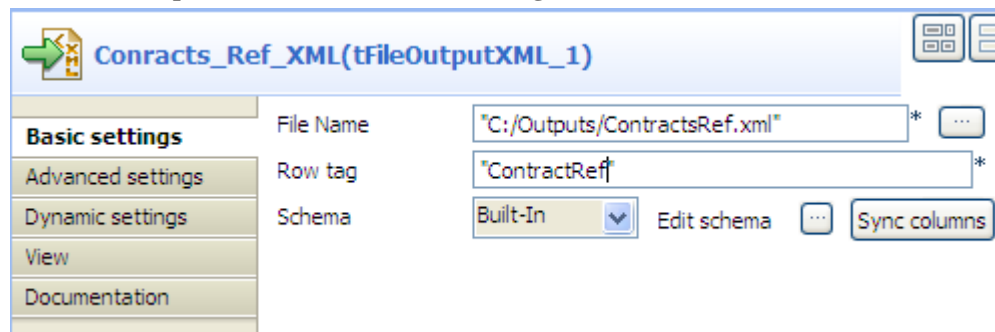 Conracts_Ref_XML(tFileOutputXML_1)
Basic settings
File Name "C:/Outputs/ContractsRef.xml" * ...
Advanced settings
Row tag "ContractRef" *
Dynamic settings
Schema Built-In Edit schema ... Sync columns
View
Documentation